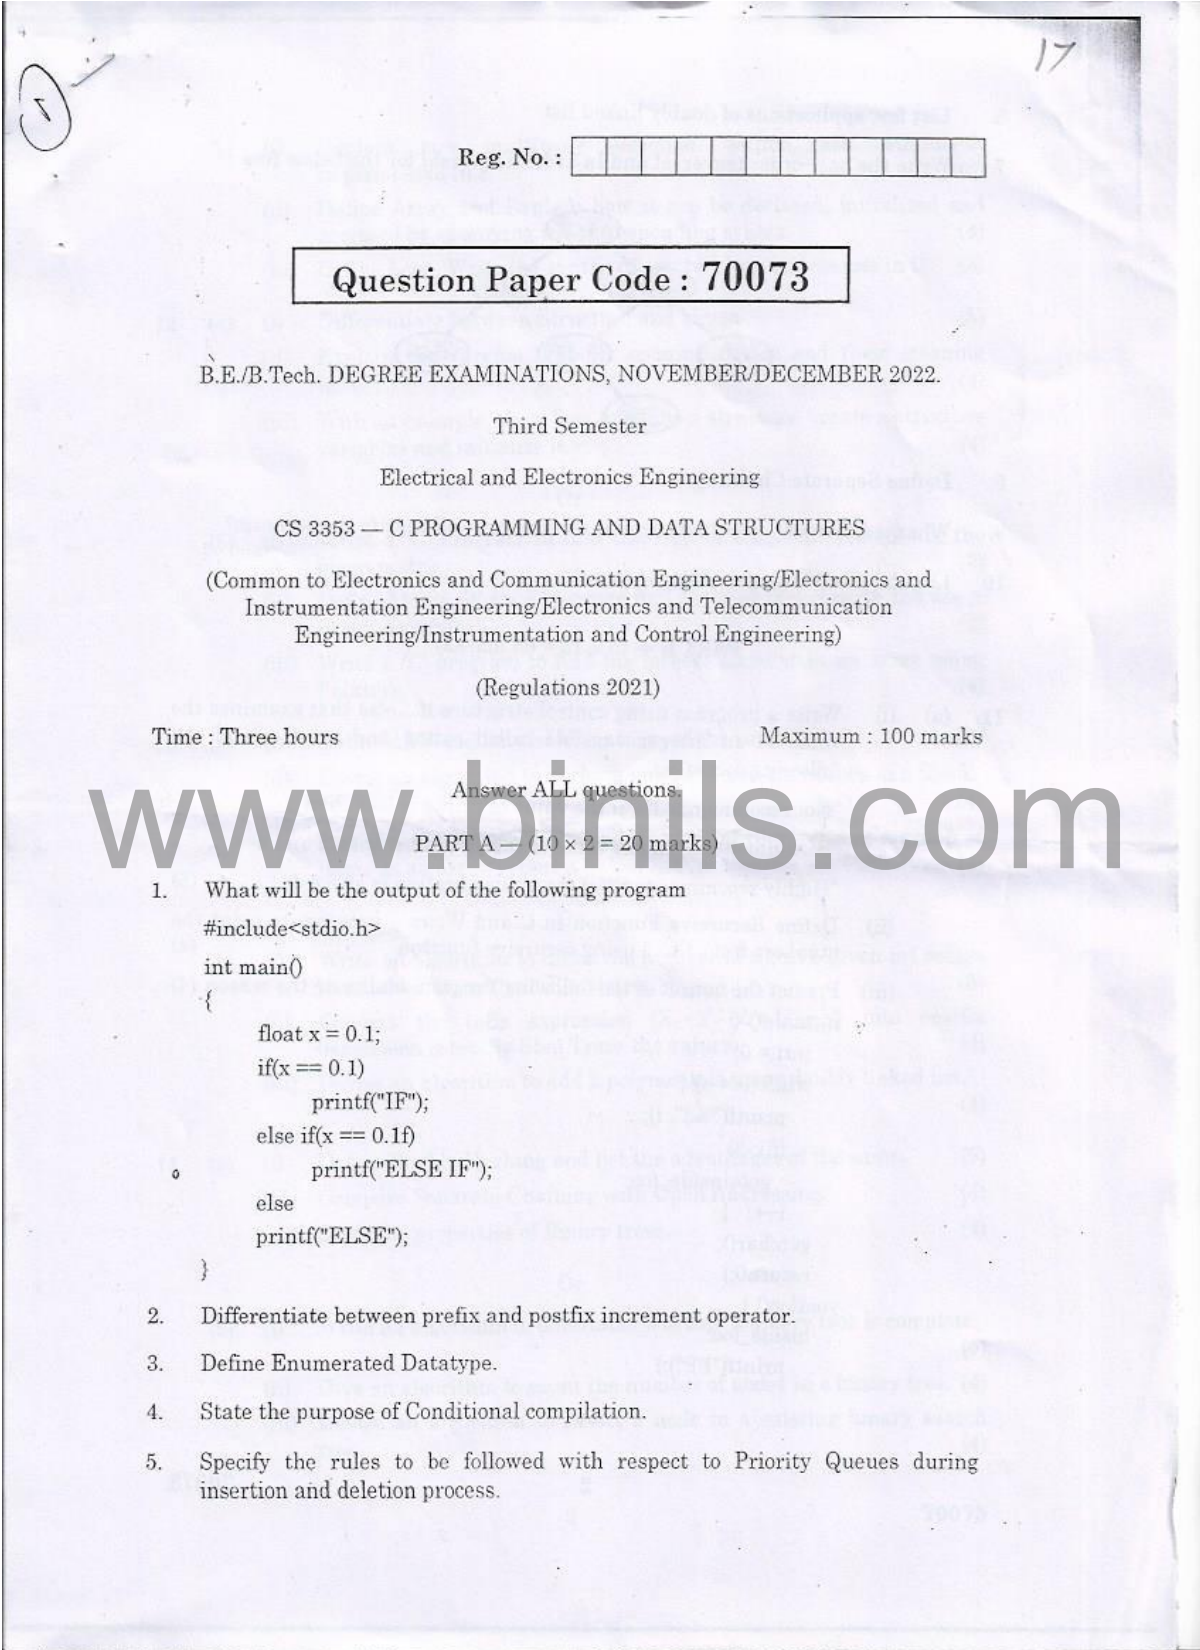 17
Reg. No. :
Question Paper Code : 70073
B.E./B.Tech. DEGREE EXAMINATIONS, NOVEMBER/DECEMBER 2022.
Third Semester
Electrical and Electronics Engineering
CS 3353 — C PROGRAMMING AND DATA STRUCTURES
(Common to Electronics and Communication Engineering/Electronics and
Instrumentation Engineering/Electronics and Telecommunication
Engineering/Instrumentation and Control Engineering)
(Regulations 2021)
Time : Three hours Maximum : 100 marks
Answer ALL questions.
www.binils.com
PART A — (10 × 2 = 20 marks)
1. What will be the output of the following program
#include<stdio.h>
int main()
{
float x = 0.1;
if(x == 0.1)
printf("IF");
else if(x == 0.1f)
printf("ELSE IF");
else
printf("ELSE");
}
2. Differentiate between prefix and postfix increment operator.
3. Define Enumerated Datatype.
4. State the purpose of Conditional compilation.
5. Specify the rules to be followed with respect to Priority Queues during
insertion and deletion process.